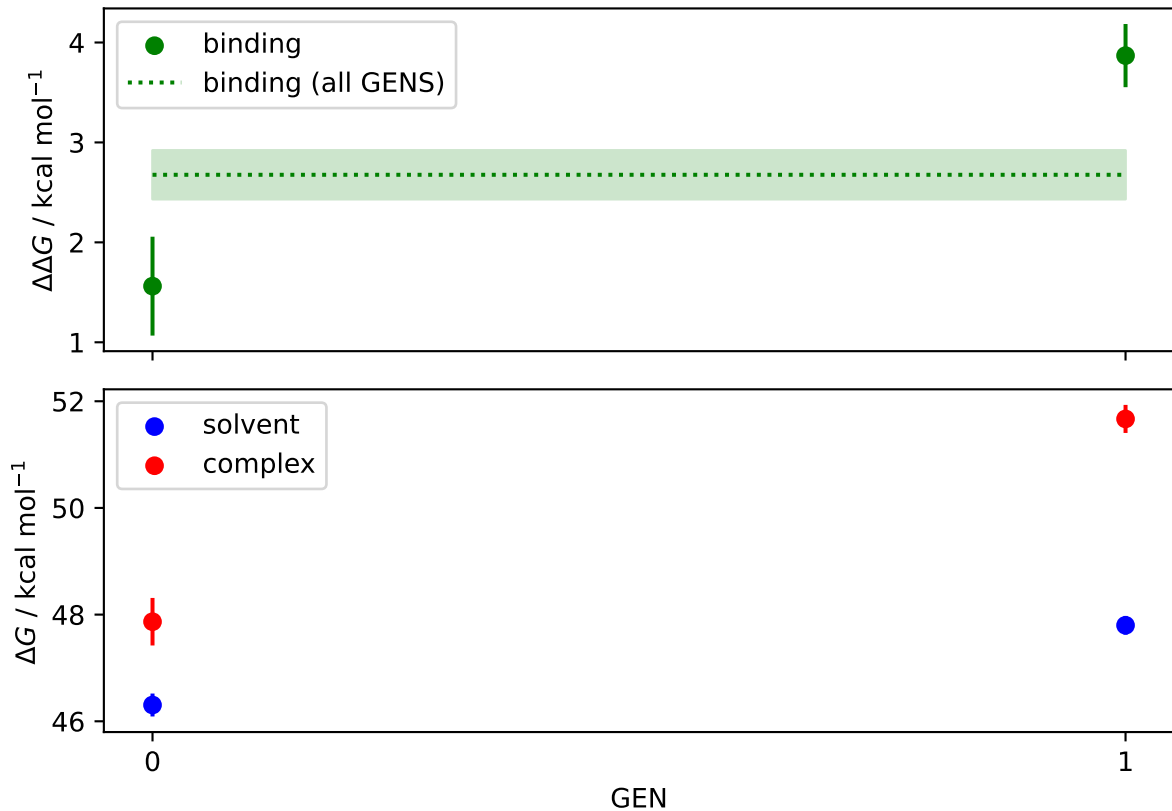 binding
binding (all GENS)
ΔΔG / kcal mol⁻¹
4
3
2
1
solvent
complex
ΔG / kcal mol⁻¹
52
50
48
46
0
1
GEN